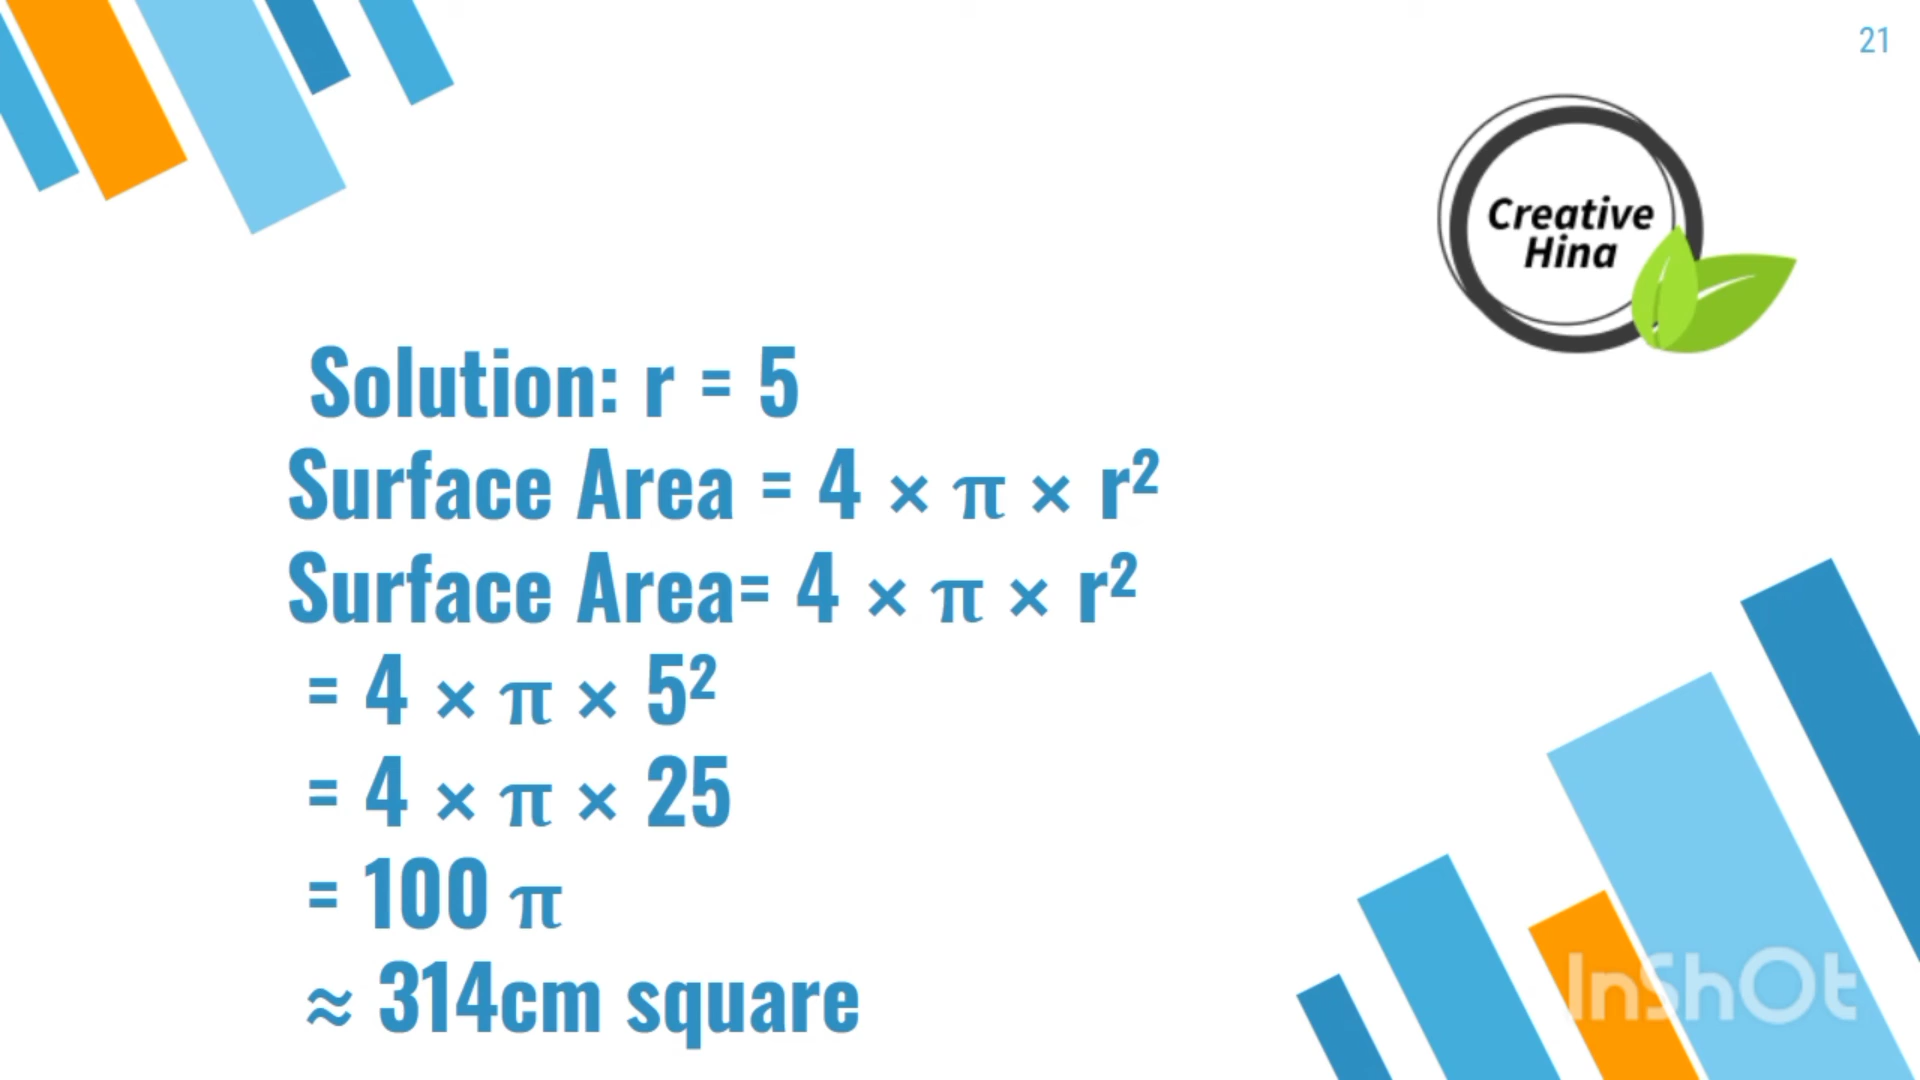 21
Creative
Hina
Solution: r = 5
Surface Area = 4 × π × r²
Surface Area= 4 × π × r²
= 4 × π × 5²
= 4 × π × 25
= 100 π
≈ 314cm square
InShOt